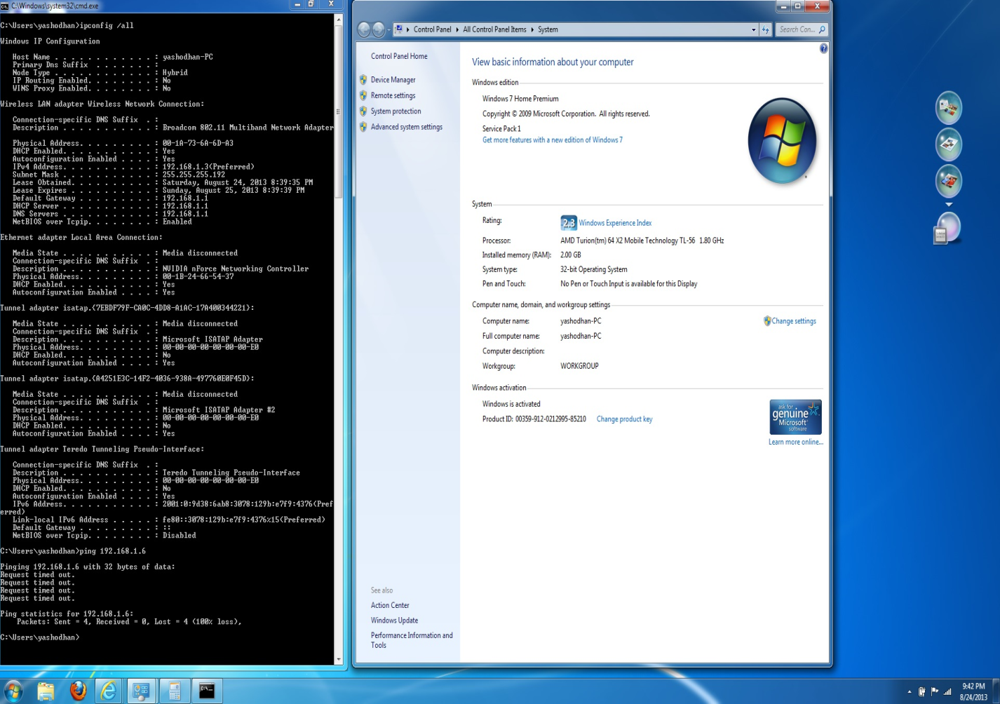 C:\Windows\system32\cmd.exe
C:\Users\yashodhan>ipconfig /all
Windows IP Configuration
Host Name . . . . . . . . . . . . : yashodhan-PC
Primary Dns Suffix  . . . . . . . :
Node Type . . . . . . . . . . . . : Hybrid
IP Routing Enabled. . . . . . . . : No
WINS Proxy Enabled. . . . . . . . : No
Wireless LAN adapter Wireless Network Connection:
Connection-specific DNS Suffix  . :
Description . . . . . . . . . . . : Broadcom 802.11 Multiband Network Adapter
Physical Address. . . . . . . . . : 00-1A-73-6A-6D-A3
DHCP Enabled. . . . . . . . . . . : Yes
Autoconfiguration Enabled . . . . : Yes
IPv4 Address. . . . . . . . . . . : 192.168.1.3(Preferred)
Subnet Mask . . . . . . . . . . . : 255.255.255.192
Lease Obtained. . . . . . . . . . : Saturday, August 24, 2013 8:39:35 PM
Lease Expires . . . . . . . . . . : Sunday, August 25, 2013 8:39:39 PM
Default Gateway . . . . . . . . . : 192.168.1.1
DHCP Server . . . . . . . . . . . : 192.168.1.1
DNS Servers . . . . . . . . . . . : 192.168.1.1
NetBIOS over Tcpip. . . . . . . . : Enabled
Ethernet adapter Local Area Connection:
Media State . . . . . . . . . . . : Media disconnected
Connection-specific DNS Suffix  . :
Description . . . . . . . . . . . : NVIDIA nForce Networking Controller
Physical Address. . . . . . . . . : 00-1B-24-66-54-37
DHCP Enabled. . . . . . . . . . . : Yes
Autoconfiguration Enabled . . . . : Yes
Tunnel adapter isatap.{7EBDF79F-CA0C-4DD8-A1AC-17A400344221}:
Media State . . . . . . . . . . . : Media disconnected
Connection-specific DNS Suffix  . :
Description . . . . . . . . . . . : Microsoft ISATAP Adapter
Physical Address. . . . . . . . . : 00-00-00-00-00-00-00-E0
DHCP Enabled. . . . . . . . . . . : No
Autoconfiguration Enabled . . . . : Yes
Tunnel adapter isatap.{A4251E3C-14F2-4036-938A-497760E0F45D}:
Media State . . . . . . . . . . . : Media disconnected
Connection-specific DNS Suffix  . :
Description . . . . . . . . . . . : Microsoft ISATAP Adapter #2
Physical Address. . . . . . . . . : 00-00-00-00-00-00-00-E0
DHCP Enabled. . . . . . . . . . . : No
Autoconfiguration Enabled . . . . : Yes
Tunnel adapter Teredo Tunneling Pseudo-Interface:
Connection-specific DNS Suffix  . :
Description . . . . . . . . . . . : Teredo Tunneling Pseudo-Interface
Physical Address. . . . . . . . . : 00-00-00-00-00-00-00-E0
DHCP Enabled. . . . . . . . . . . : No
Autoconfiguration Enabled . . . . : Yes
IPv6 Address. . . . . . . . . . . : 2001:0:9d38:6ab8:3078:129b:e7f9:4376(Pref
erred)
Link-local IPv6 Address . . . . . : fe80::3078:129b:e7f9:4376%15(Preferred)
Default Gateway . . . . . . . . . : ::
NetBIOS over Tcpip. . . . . . . . : Disabled
C:\Users\yashodhan>ping 192.168.1.6
Pinging 192.168.1.6 with 32 bytes of data:
Request timed out.
Request timed out.
Request timed out.
Request timed out.
Ping statistics for 192.168.1.6:
Packets: Sent = 4, Received = 0, Lost = 4 (100% loss),
C:\Users\yashodhan>
Control Panel
All Control Panel Items
System
Search Con...
Control Panel Home
Device Manager
Remote settings
System protection
Advanced system settings
See also
Action Center
Windows Update
Performance Information and
Tools
View basic information about your computer
Windows edition
Windows 7 Home Premium
Copyright © 2009 Microsoft Corporation. All rights reserved.
Service Pack 1
Get more features with a new edition of Windows 7
System
Rating: 2.3 Windows Experience Index
Processor: AMD Turion(tm) 64 X2 Mobile Technology TL-56 1.80 GHz
Installed memory (RAM): 2.00 GB
System type: 32-bit Operating System
Pen and Touch: No Pen or Touch Input is available for this Display
Computer name, domain, and workgroup settings
Computer name: yashodhan-PC
Change settings
Full computer name: yashodhan-PC
Computer description:
Workgroup: WORKGROUP
Windows activation
Windows is activated
Product ID: 00359-912-0212995-85210 Change product key
ask for
genuine
Microsoft
software
Learn more online...
9:42 PM
8/24/2013